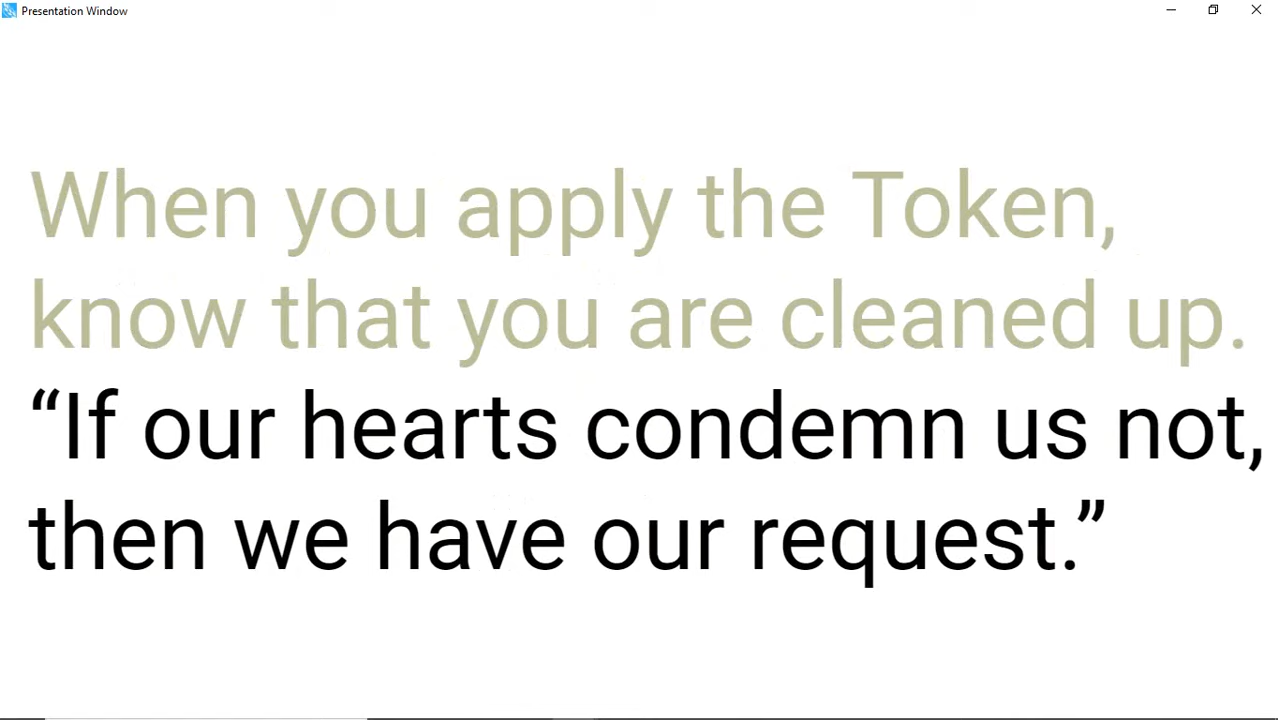 Presentation Window
When you apply the Token,
know that you are cleaned up.
“If our hearts condemn us not,
then we have our request.”